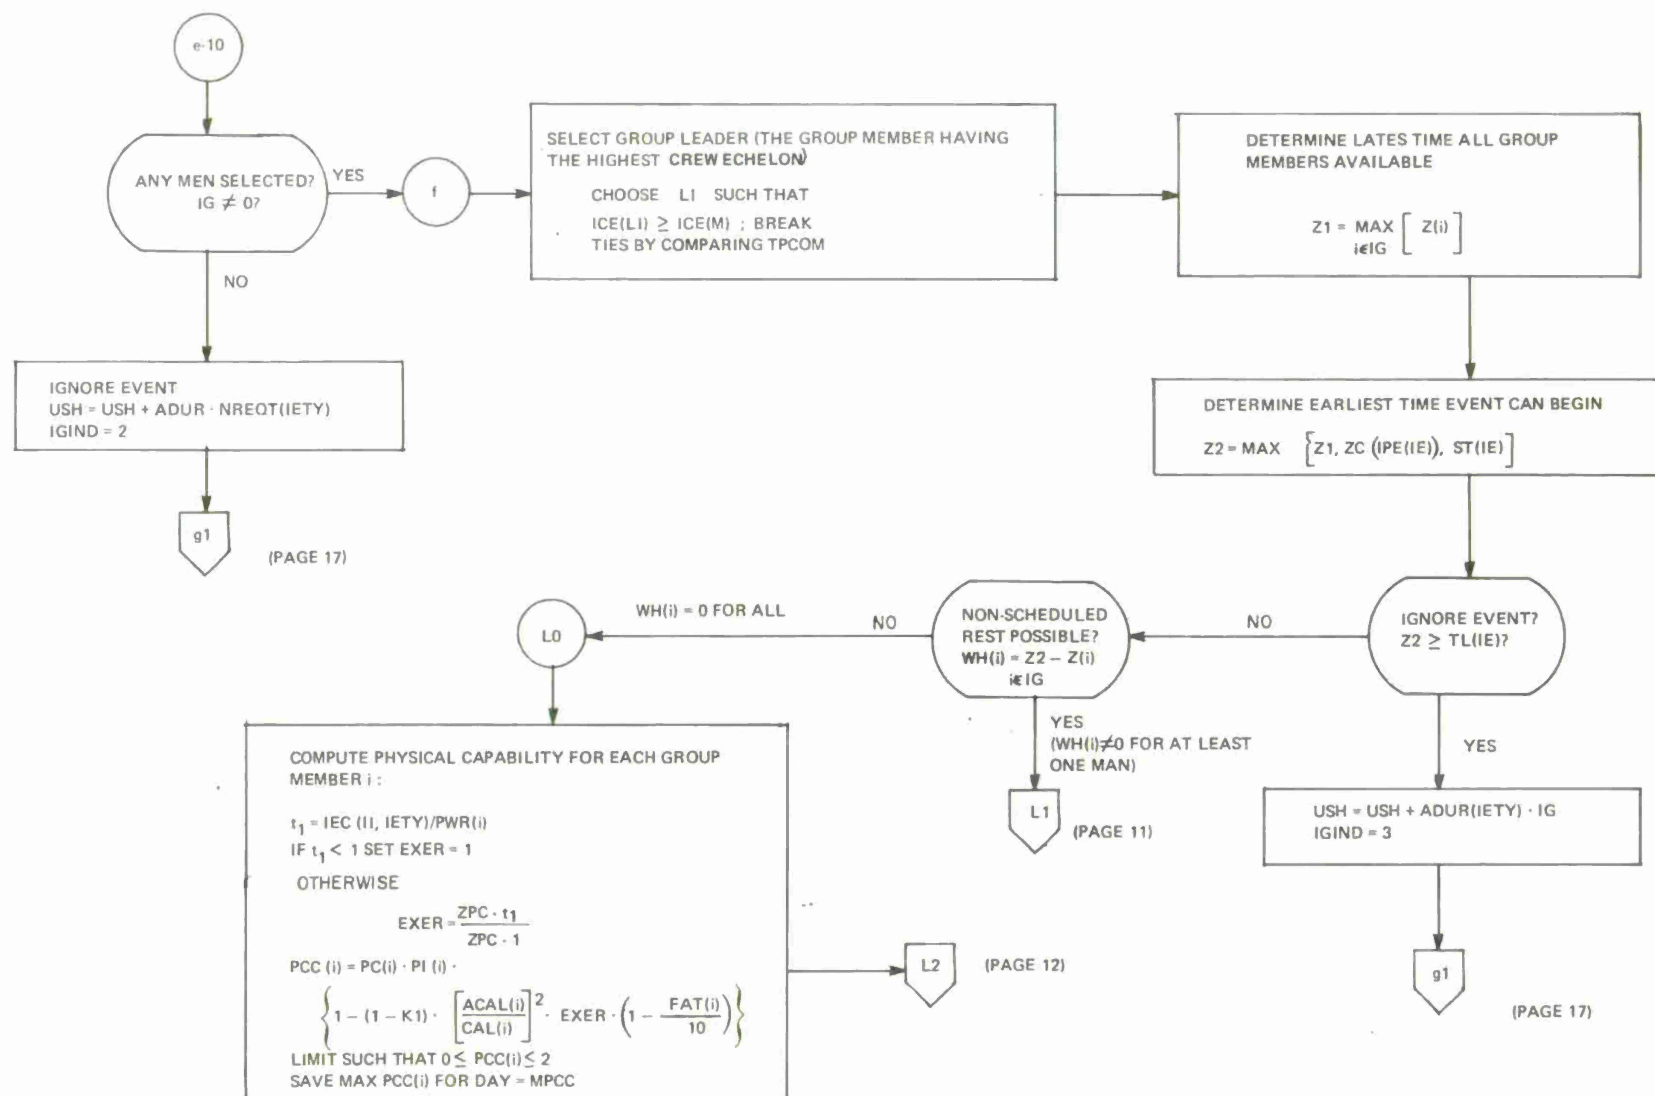 e-10
ANY MEN SELECTED?
IG ≠ 0?
YES
f
SELECT GROUP LEADER (THE GROUP MEMBER HAVING
THE HIGHEST CREW ECHELON)
CHOOSE LI SUCH THAT
ICE(LI) ≥ ICE(M) ; BREAK
TIES BY COMPARING TPCOM
DETERMINE LATES TIME ALL GROUP
MEMBERS AVAILABLE
Z1 = MAX [ Z(i) ]
iϵIG
NO
IGNORE EVENT
USH = USH + ADUR · NREQT(IETY)
IGIND = 2
g1
(PAGE 17)
DETERMINE EARLIEST TIME EVENT CAN BEGIN
Z2 = MAX [Z1, ZC (IPE(IE)), ST(IE)]
IGNORE EVENT?
Z2 ≥ TL(IE)?
NO
NON-SCHEDULED
REST POSSIBLE?
WH(i) = Z2 – Z(i)
iϵIG
NO
WH(i) = 0 FOR ALL
L0
YES
(WH(i)≠0 FOR AT LEAST
ONE MAN)
L1
(PAGE 11)
YES
USH = USH + ADUR(IETY) · IG
IGIND = 3
g1
(PAGE 17)
COMPUTE PHYSICAL CAPABILITY FOR EACH GROUP
MEMBER i :
t₁ = IEC (II, IETY)/PWR(i)
IF t₁ < 1 SET EXER = 1
OTHERWISE
EXER = ZPC · t₁ / ZPC · 1
PCC (i) = PC(i) · PI (i) ·
{1 – (1 – K1) · [ACAL(i) / CAL(i)]² · EXER · (1 – FAT(i) / 10)}
LIMIT SUCH THAT 0 ≤ PCC(i) ≤ 2
SAVE MAX PCC(i) FOR DAY = MPCC
L2
(PAGE 12)